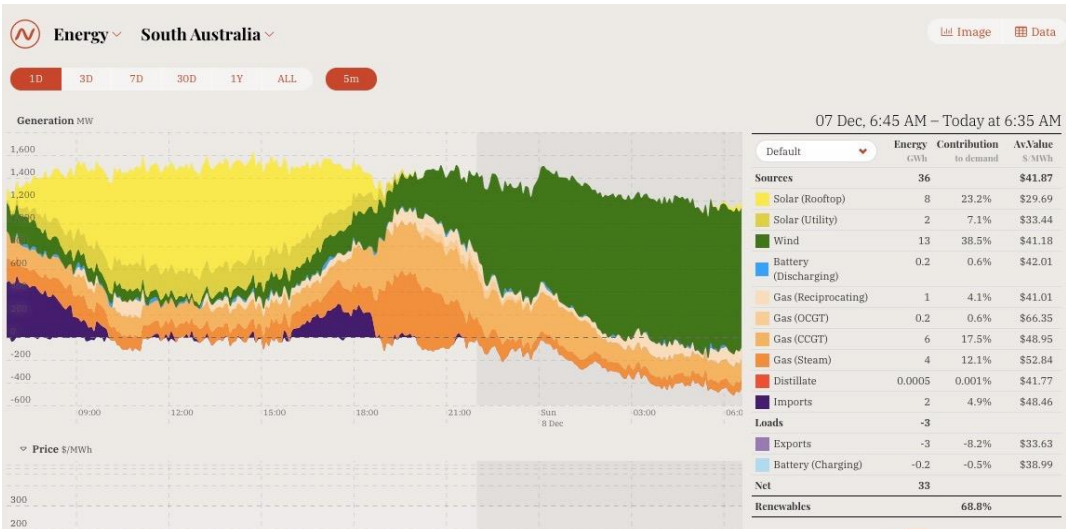 Energy South Australia
Image Data
1D 3D 7D 30D 1Y ALL 5m
Generation MW
07 Dec, 6:45 AM – Today at 6:35 AM
1,600
1,400
1,200
600
200
0
-200
-400
-600
09:00 12:00 15:00 18:00 21:00 Sun 03:00
8 Dec
Default Energy Contribution Av.Value
GWh to demand $/MWh
Sources 36 $41.87
Solar (Rooftop) 8 23.2% $29.69
Solar (Utility) 2 7.1% $33.44
Wind 13 38.5% $41.18
Battery (Discharging) 0.2 0.6% $42.01
Gas (Reciprocating) 1 4.1% $41.01
Gas (OCGT) 0.2 0.6% $66.35
Gas (CCGT) 6 17.5% $48.95
Gas (Steam) 4 12.1% $52.84
Distillate 0.0005 0.001% $41.77
Imports 2 4.9% $48.46
Loads -3
Exports -3 -8.2% $33.63
Battery (Charging) -0.2 -0.5% $38.99
Net 33
Renewables 68.8%
Price $/MWh
300
200